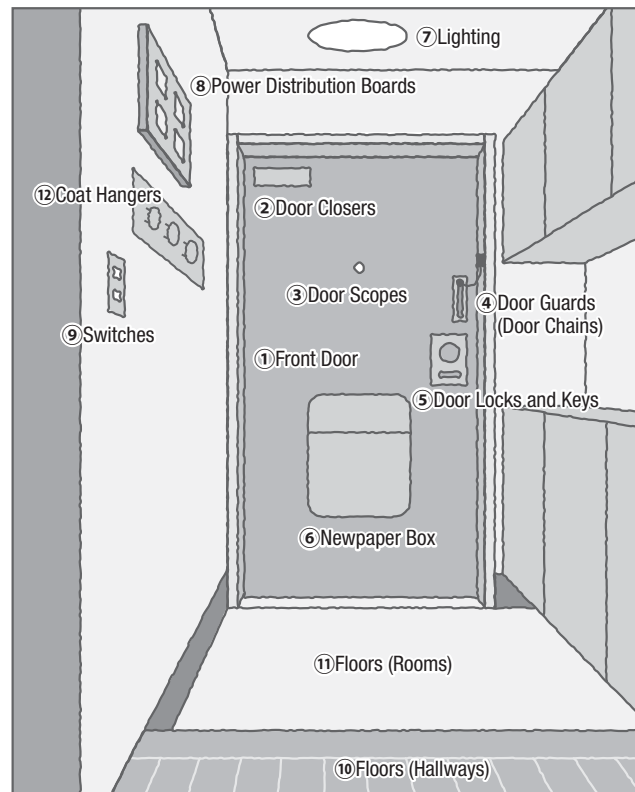 ⑦Lighting
⑧Power Distribution Boards
⑫Coat Hangers
②Door Closers
③Door Scopes
④Door Guards
(Door Chains)
⑨Switches
①Front Door
⑤Door Locks and Keys
⑥Newpaper Box
⑪Floors (Rooms)
⑩Floors (Hallways)